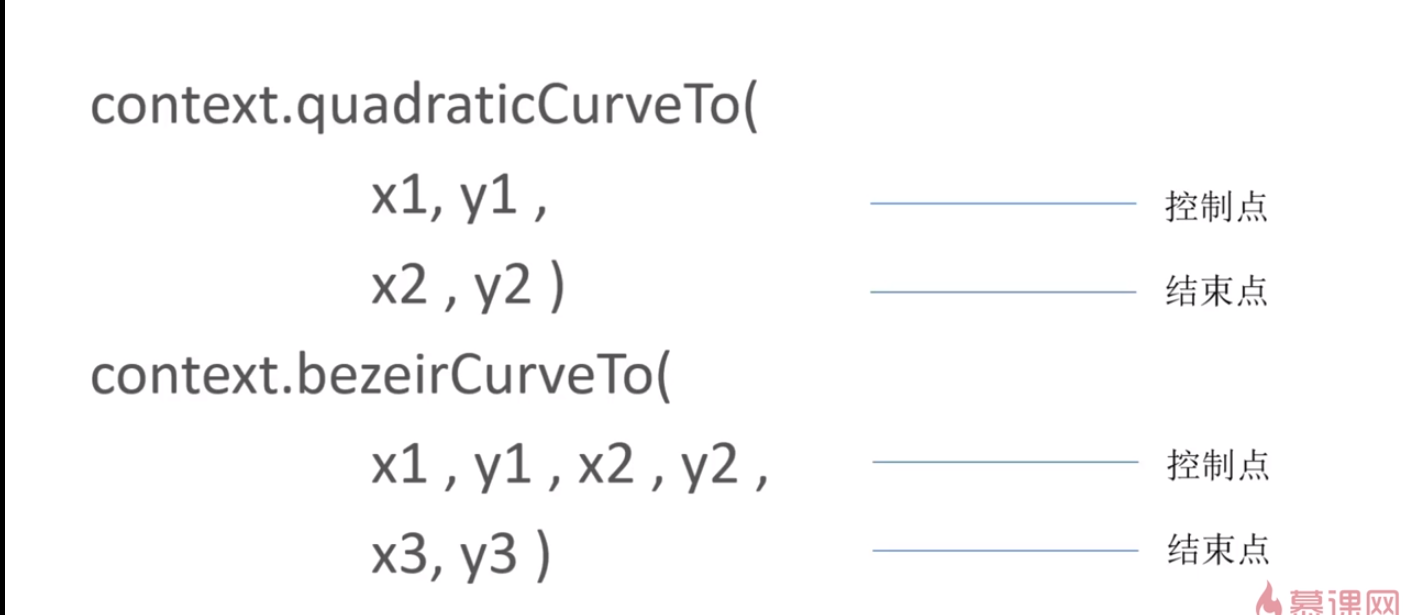 context.quadraticCurveTo(
x1, y1 , 控制点
x2 , y2 ) 结束点
context.bezeirCurveTo(
x1 , y1 , x2 , y2 , 控制点
x3, y3 ) 结束点
慕课网